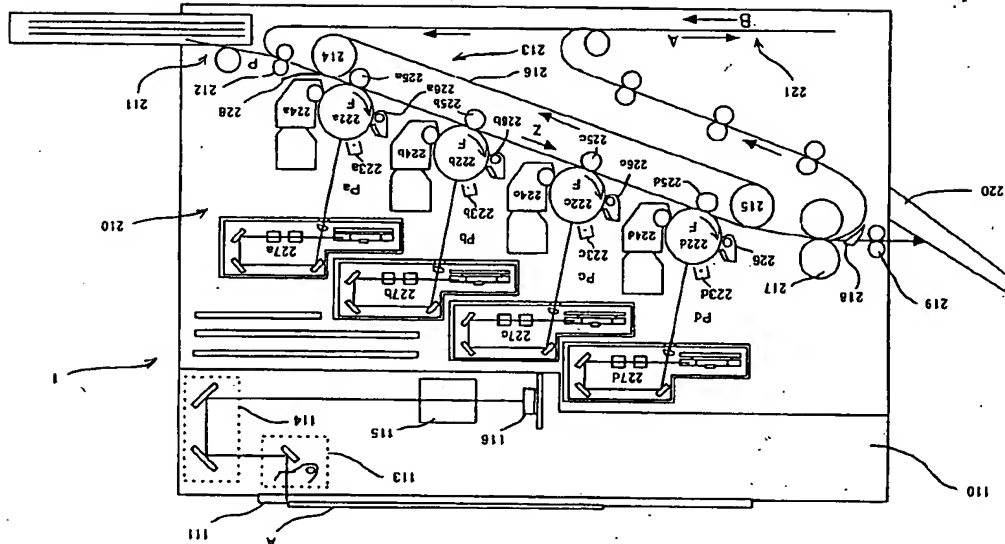 A
111
110
113
116
115
114
1
227d
227c
227b
227a
Pd
223d
210
Pc
223c
226
222d
F
224d
217
218
219
Pb
223b
226c
222c
F
224c
220
215
225d
Pa
223a
226b
222b
F
224b
225c
Z
226a
222a
F
224a
228
225b
225a
212
P
211
216
214
213
221
A
B